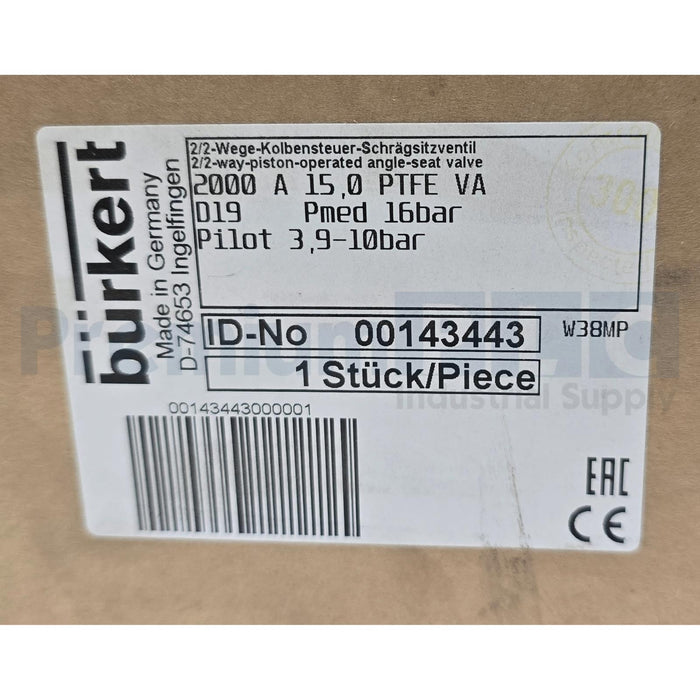 bürkert
Made in Germany
D-74653 Ingelfingen
2/2-Wege-Kolbensteuer-Schrägsitzventil
2/2-way-piston-operated angle-seat valve
2000 A 15,0 PTFE VA
D19 Pmed 16bar
Pilot 3,9-10bar
ID-No 00143443
W38MP
1 Stück/Piece
00143443000001
EAC
CE
Premium
Industrial Supply
300